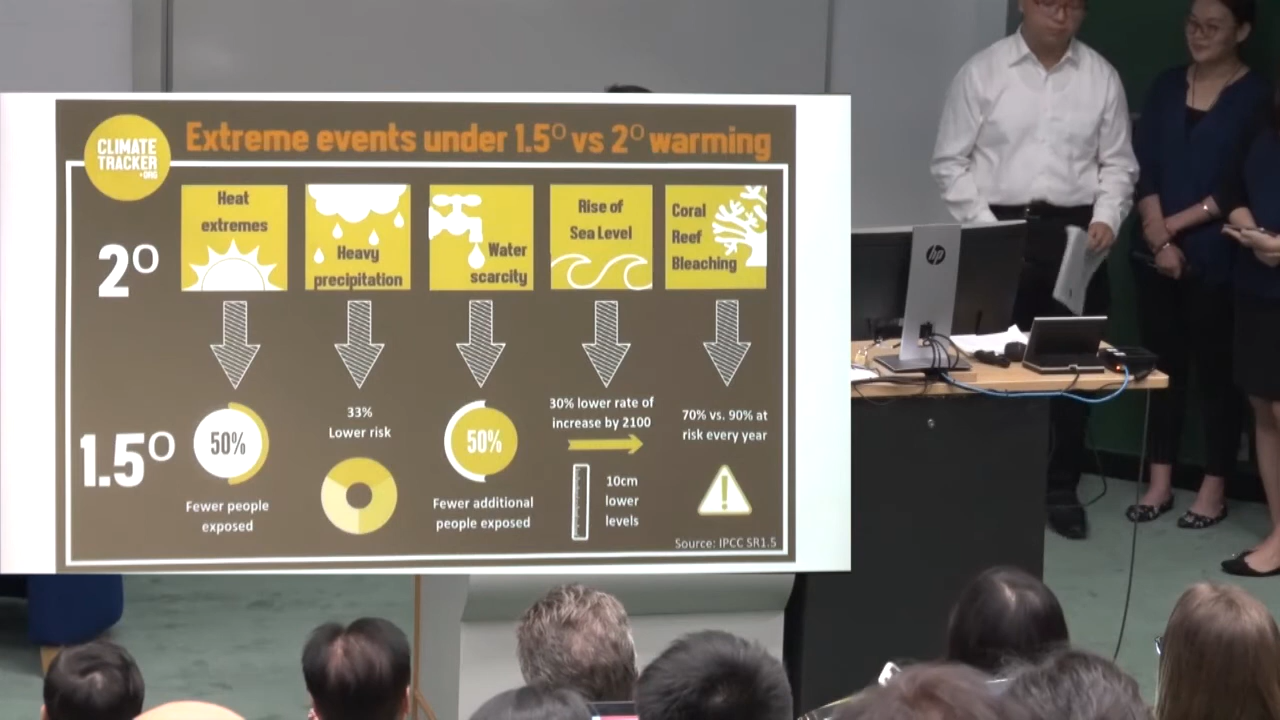 CLIMATE
TRACKER
.ORG
Extreme events under 1.5° vs 2° warming
2°
Heat
extremes
Heavy
precipitation
Water
scarcity
Rise of
Sea Level
Coral
Reef
Bleaching
1.5°
50%
Fewer people
exposed
33%
Lower risk
50%
Fewer additional
people exposed
30% lower rate of
increase by 2100
10cm
lower
levels
70% vs. 90% at
risk every year
!
Source: IPCC SR1.5
hp